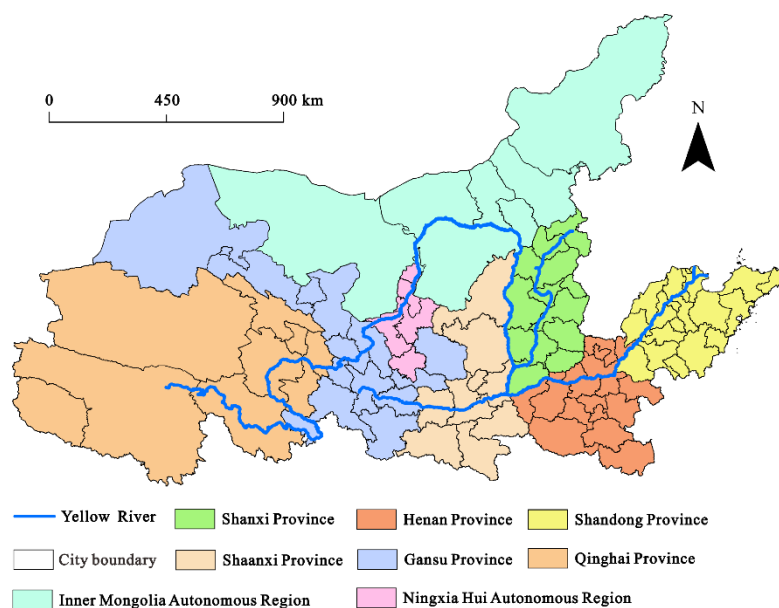 0 450 900 km
N
Yellow River Shanxi Province Henan Province Shandong Province
City boundary Shaanxi Province Gansu Province Qinghai Province
Inner Mongolia Autonomous Region Ningxia Hui Autonomous Region